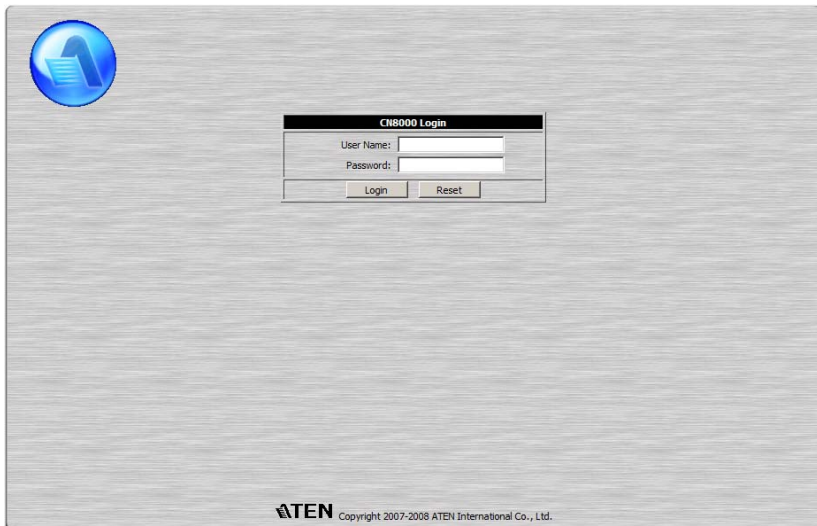 CN8000 Login
User Name:
Password:
Login Reset
ATEN Copyright 2007-2008 ATEN International Co., Ltd.